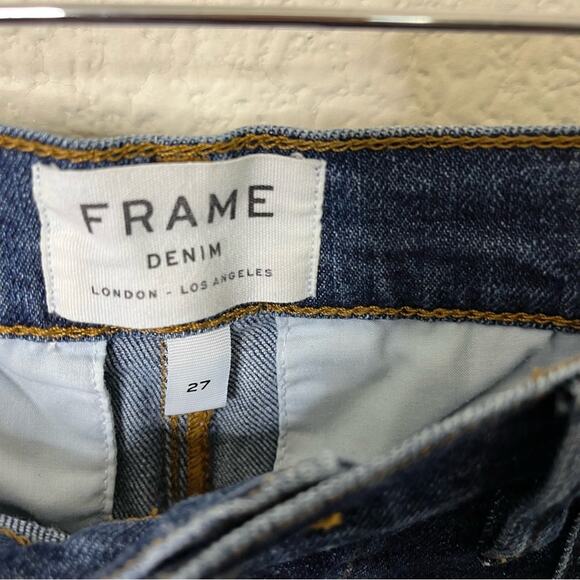 FRAME
DENIM
LONDON - LOS ANGELES
27